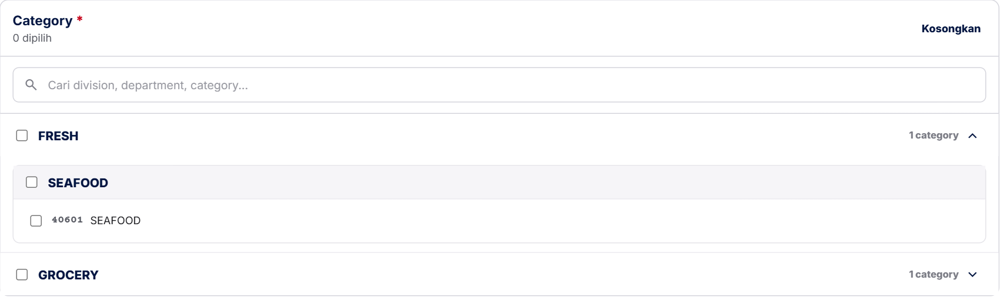 Category *
0 dipilih
Kosongkan
Cari division, department, category...
FRESH
1 category
SEAFOOD
40601 SEAFOOD
GROCERY
1 category